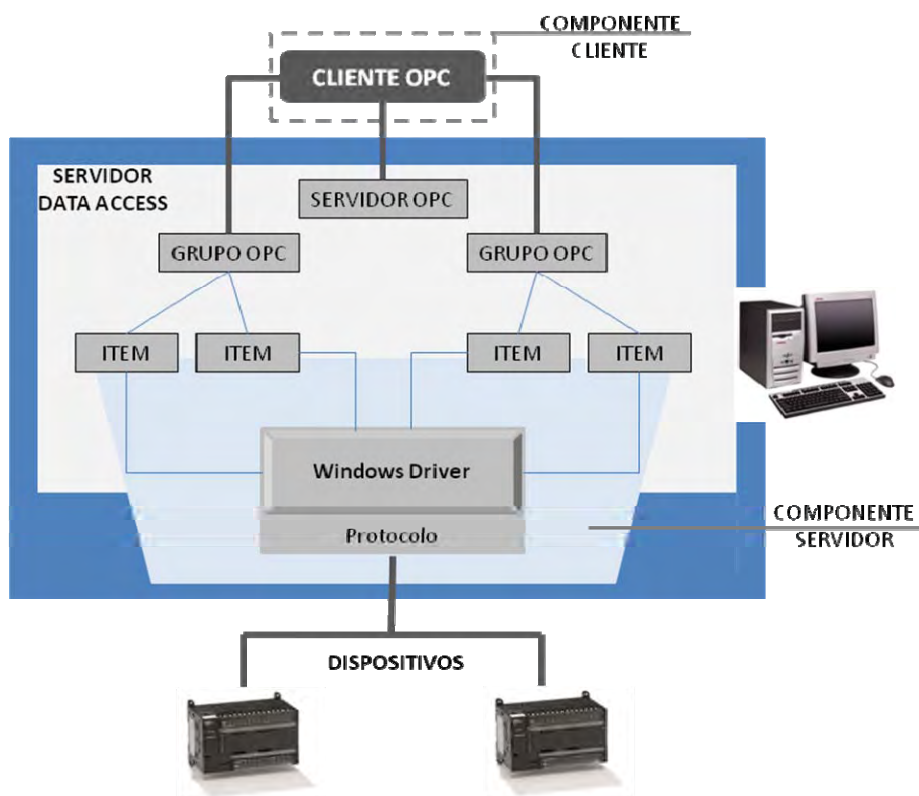 COMPONENTE
CLIENTE
CLIENTE OPC
SERVIDOR
DATA ACCESS
SERVIDOR OPC
GRUPO OPC
GRUPO OPC
ITEM
ITEM
ITEM
ITEM
Windows Driver
Protocolo
COMPONENTE
SERVIDOR
DISPOSITIVOS